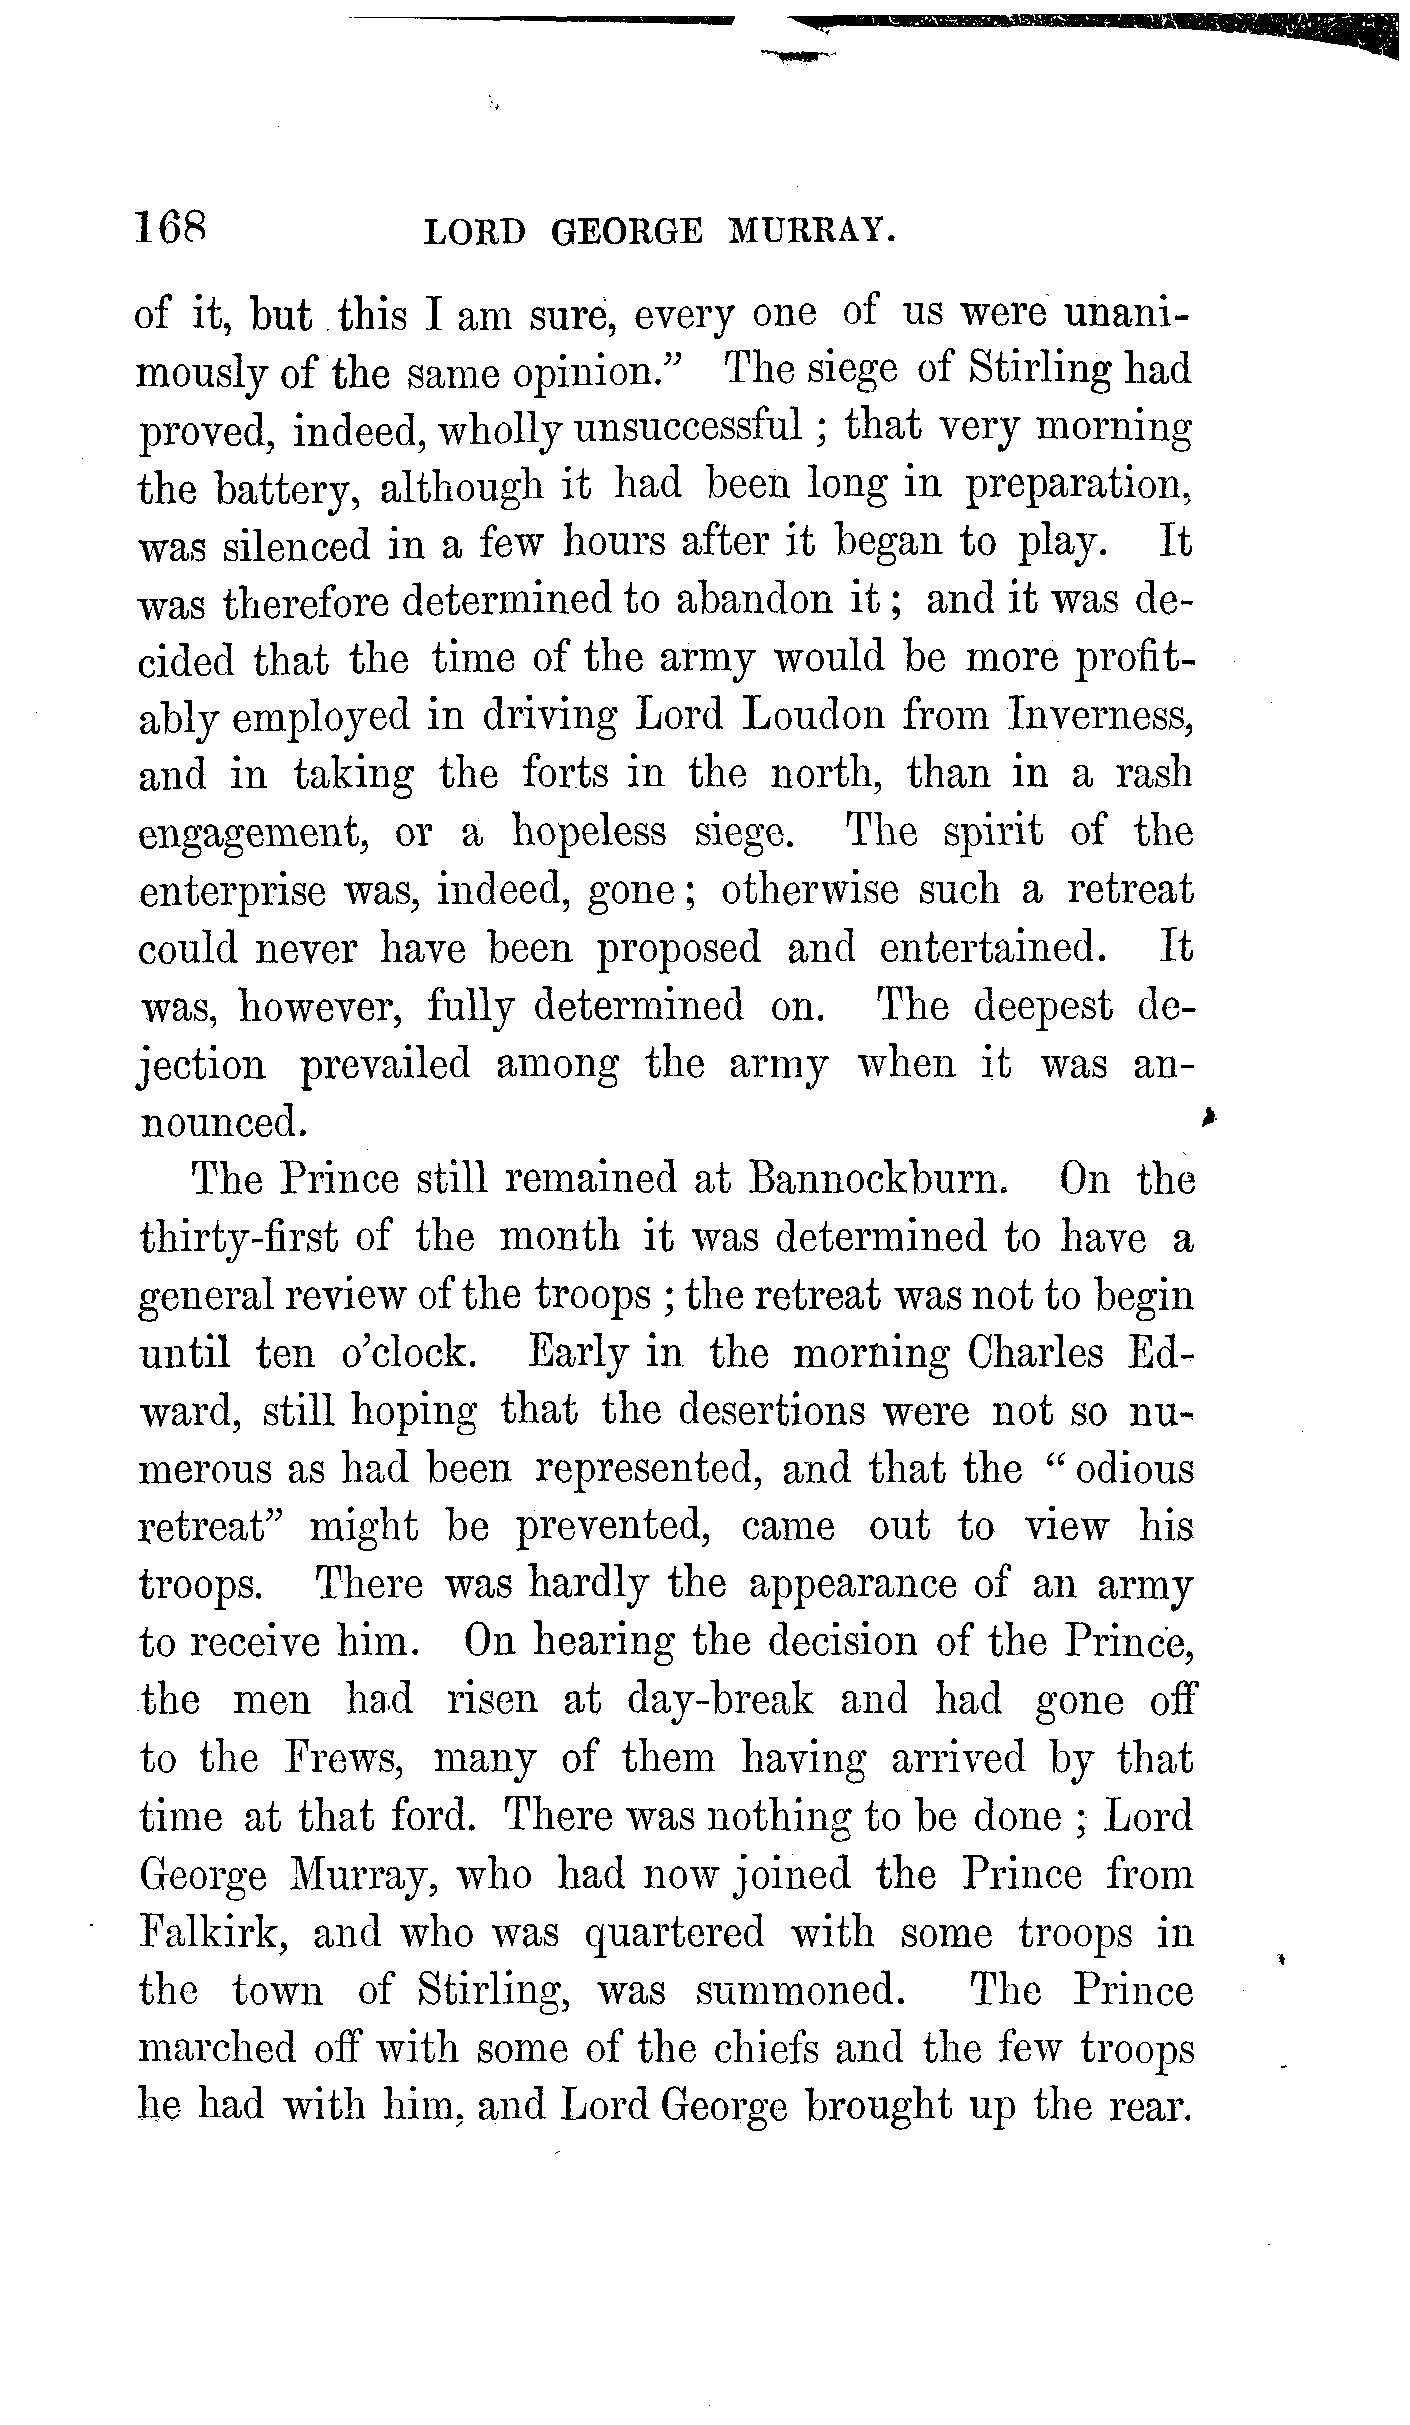 168 LORD GEORGE MURRAY.
of it, but this I am sure, every one of us were unani-
mously of the same opinion.” The siege of Stirling had
proved, indeed, wholly unsuccessful ; that very morning
the battery, although it had been long in preparation,
was silenced in a few hours after it began to play. It
was therefore determined to abandon it ; and it was de-
cided that the time of the army would be more profit-
ably employed in driving Lord Loudon from Inverness,
and in taking the forts in the north, than in a rash
engagement, or a hopeless siege. The spirit of the
enterprise was, indeed, gone ; otherwise such a retreat
could never have been proposed and entertained. It
was, however, fully determined on. The deepest de-
jection prevailed among the army when it was an-
nounced.
The Prince still remained at Bannockburn. On the
thirty-first of the month it was determined to have a
general review of the troops ; the retreat was not to begin
until ten o’clock. Early in the morning Charles Ed-
ward, still hoping that the desertions were not so nu-
merous as had been represented, and that the “ odious
retreat” might be prevented, came out to view his
troops. There was hardly the appearance of an army
to receive him. On hearing the decision of the Prince,
the men had risen at day-break and had gone off
to the Frews, many of them having arrived by that
time at that ford. There was nothing to be done ; Lord
George Murray, who had now joined the Prince from
Falkirk, and who was quartered with some troops in
the town of Stirling, was summoned. The Prince
marched off with some of the chiefs and the few troops
he had with him, and Lord George brought up the rear.